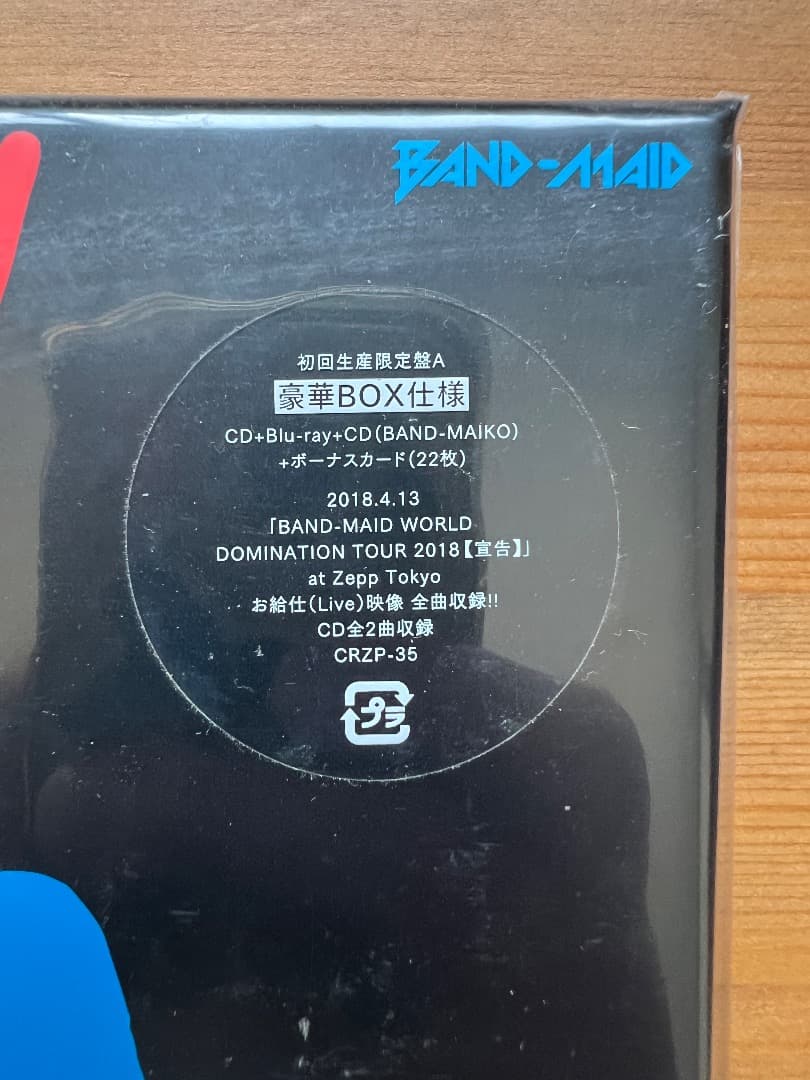 BAND-MAID
初回生産限定盤A
豪華BOX仕様
CD+Blu-ray+CD(BAND-MAIKO)
+ボーナスカード(22枚)
2018.4.13
「BAND-MAID WORLD
DOMINATION TOUR 2018【宣告】」
at Zepp Tokyo
お給仕(Live)映像 全曲収録!!
CD全2曲収録
CRZP-35
プラ